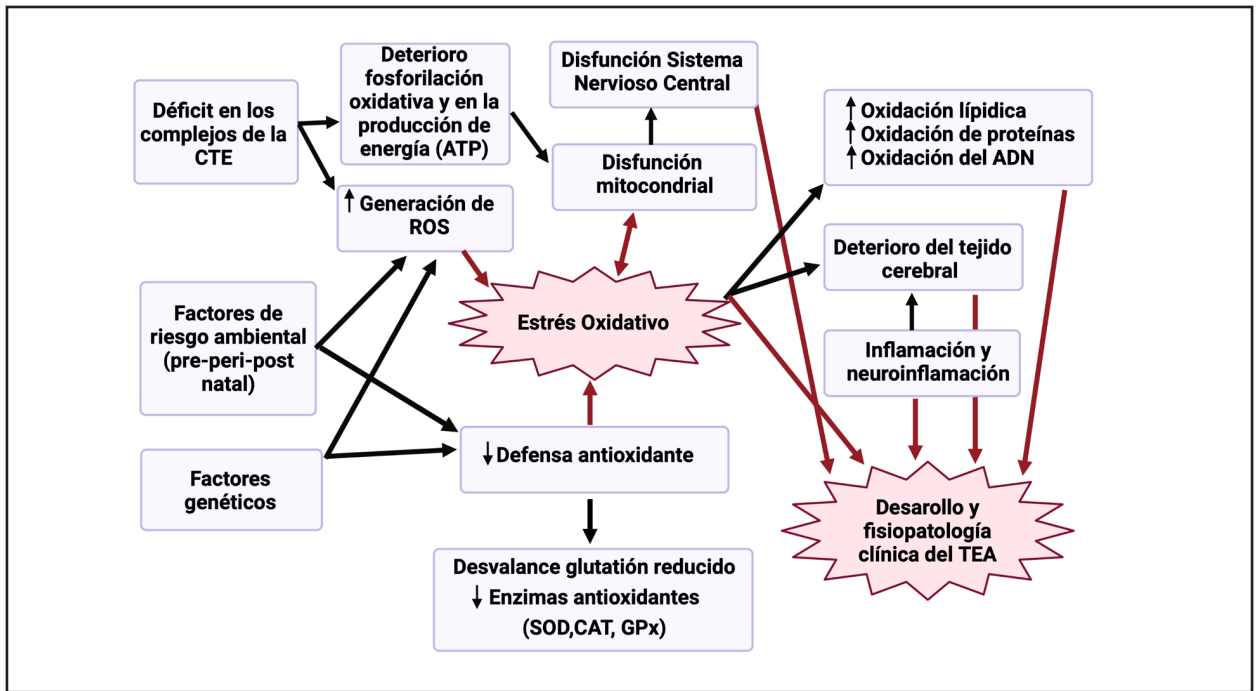 Déficit en los
complejos de la
CTE
Deterioro
fosforilación
oxidativa y en la
producción de
energía (ATP)
Disfunción Sistema
Nervioso Central
Disfunción
mitocondrial
↑ Oxidación lípidica
↑ Oxidación de proteínas
↑ Oxidación del ADN
↑ Generación de
ROS
Deterioro del tejido
cerebral
Factores de
riesgo ambiental
(pre-peri-post
natal)
Estrés Oxidativo
Inflamación y
neuroinflamación
Factores
genéticos
↓ Defensa antioxidante
Desarollo y
fisiopatología
clínica del TEA
Desvalance glutatión reducido
↓ Enzimas antioxidantes
(SOD,CAT, GPx)